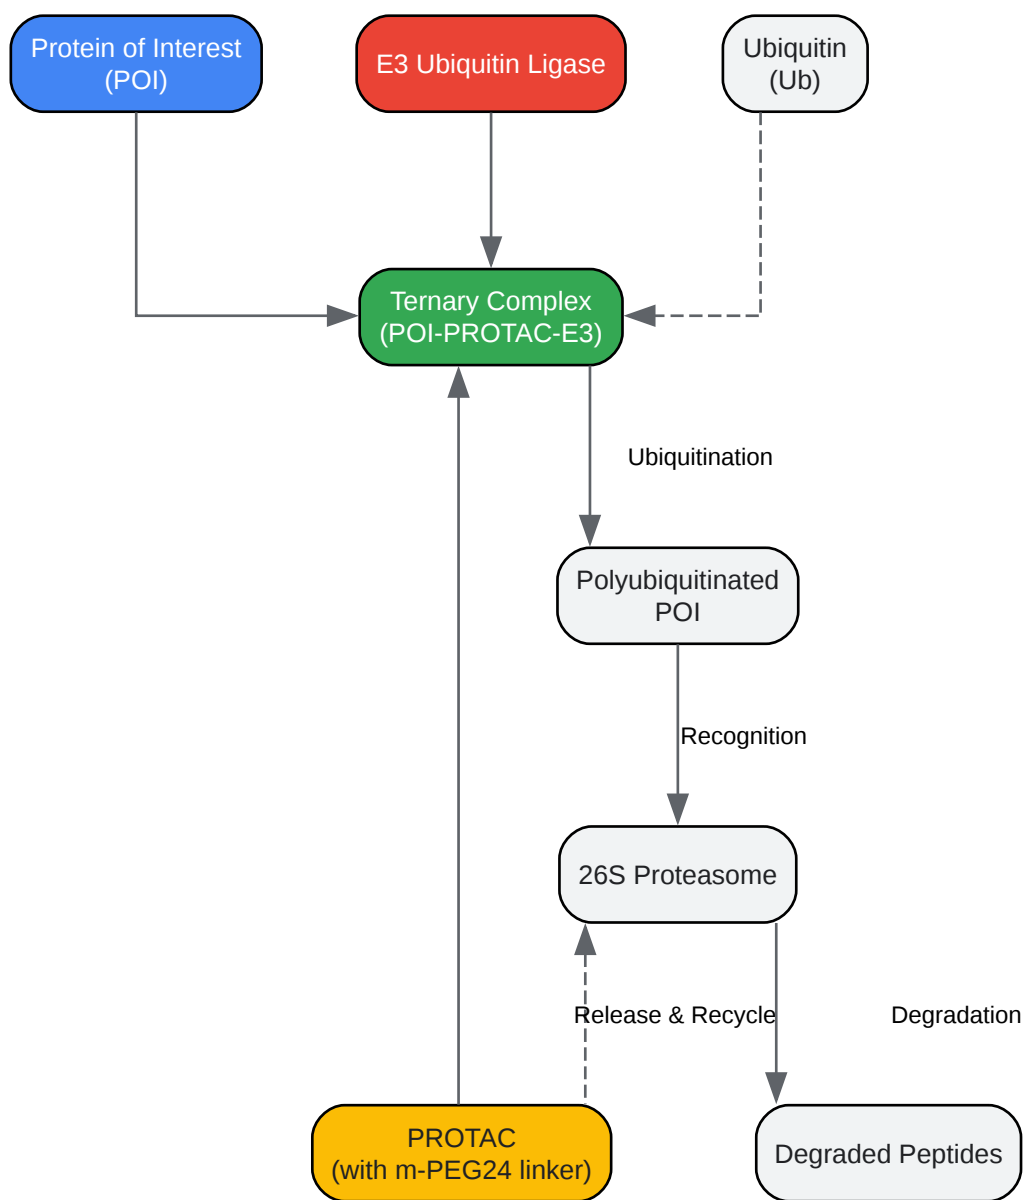 Protein of Interest
(POI)
E3 Ubiquitin Ligase
Ubiquitin
(Ub)
Ternary Complex
(POI-PROTAC-E3)
Ubiquitination
Polyubiquitinated
POI
Recognition
26S Proteasome
Release & Recycle
Degradation
PROTAC
(with m-PEG24 linker)
Degraded Peptides